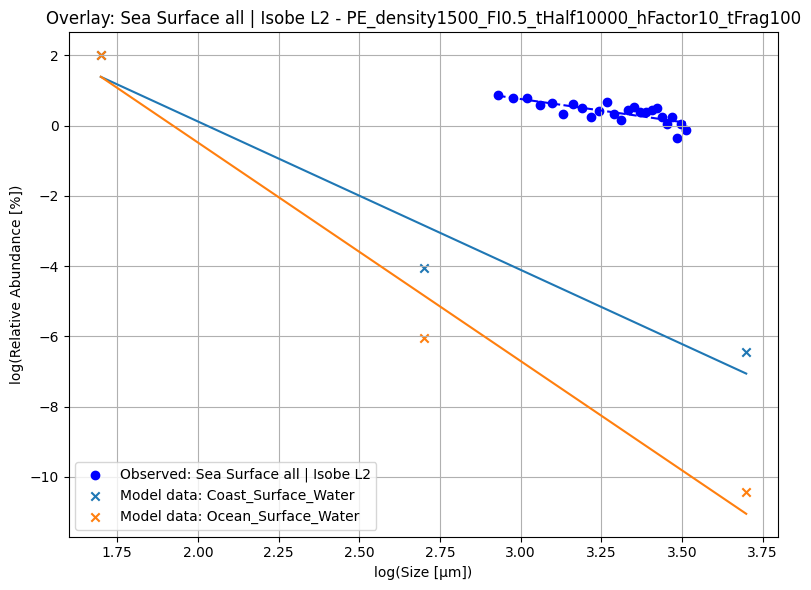 Overlay: Sea Surface all | Isobe L2 - PE_density1500_FI0.5_tHalf10000_hFactor10_tFrag100
log(Relative Abundance [%])
2
0
−2
−4
−6
−8
−10
Observed: Sea Surface all | Isobe L2
Model data: Coast_Surface_Water
Model data: Ocean_Surface_Water
1.75
2.00
2.25
2.50
2.75
3.00
3.25
3.50
3.75
log(Size [μm])